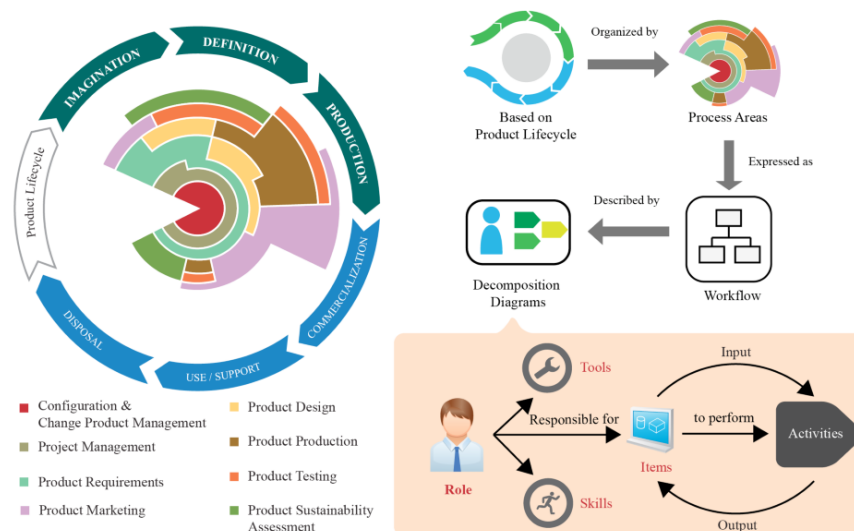 IMAGINATION
DEFINITION
PRODUCTION
COMMERCIALIZATION
USE / SUPPORT
DISPOSAL
Product Lifecycle
Configuration &
Change Product Management
Project Management
Product Requirements
Product Marketing
Product Design
Product Production
Product Testing
Product Sustainability
Assessment
Based on
Product Lifecycle
Organized by
Process Areas
Expressed as
Workflow
Described by
Decomposition
Diagrams
Role
Tools
Responsible for
Skills
Items
Input
to perform
Activities
Output